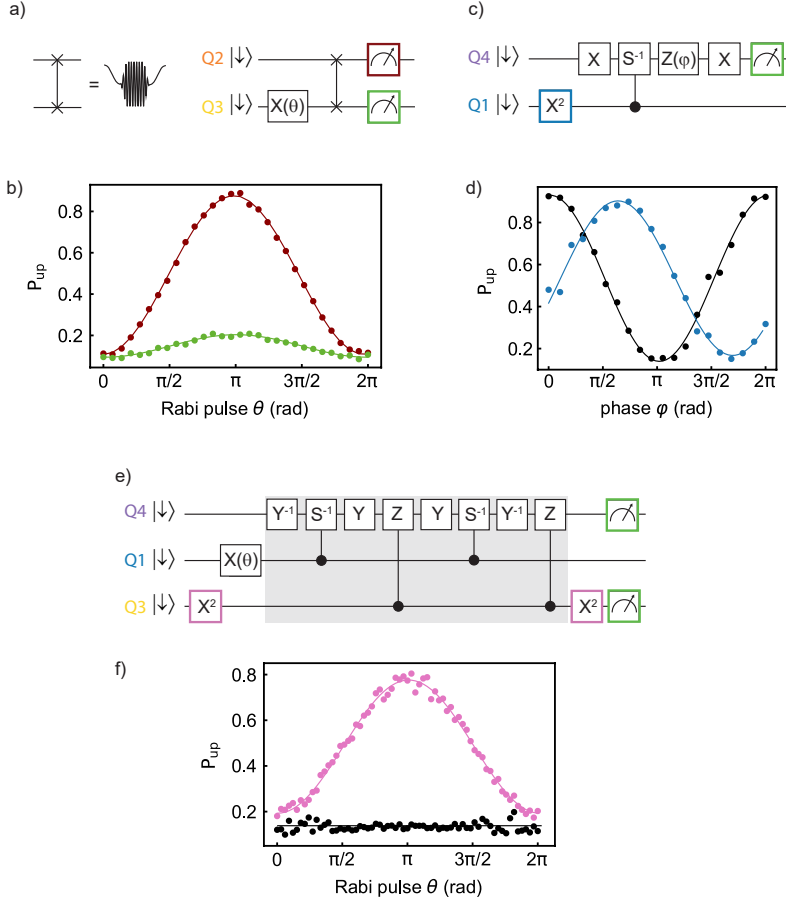 a)
=
Q2 |↓⟩
Q3 |↓⟩ X(θ)
c)
Q4 |↓⟩ X S⁻¹ Z(φ) X
Q1 |↓⟩ X²
b)
P_up
0.8
0.6
0.4
0.2
0 π/2 π 3π/2 2π
Rabi pulse θ (rad)
d)
P_up
0.8
0.6
0.4
0.2
0 π/2 π 3π/2 2π
phase φ (rad)
e)
Q4 |↓⟩ Y⁻¹ S⁻¹ Y Z Y S⁻¹ Y⁻¹ Z
Q1 |↓⟩ X(θ)
Q3 |↓⟩ X² X²
f)
P_up
0.8
0.6
0.4
0.2
0 π/2 π 3π/2 2π
Rabi pulse θ (rad)